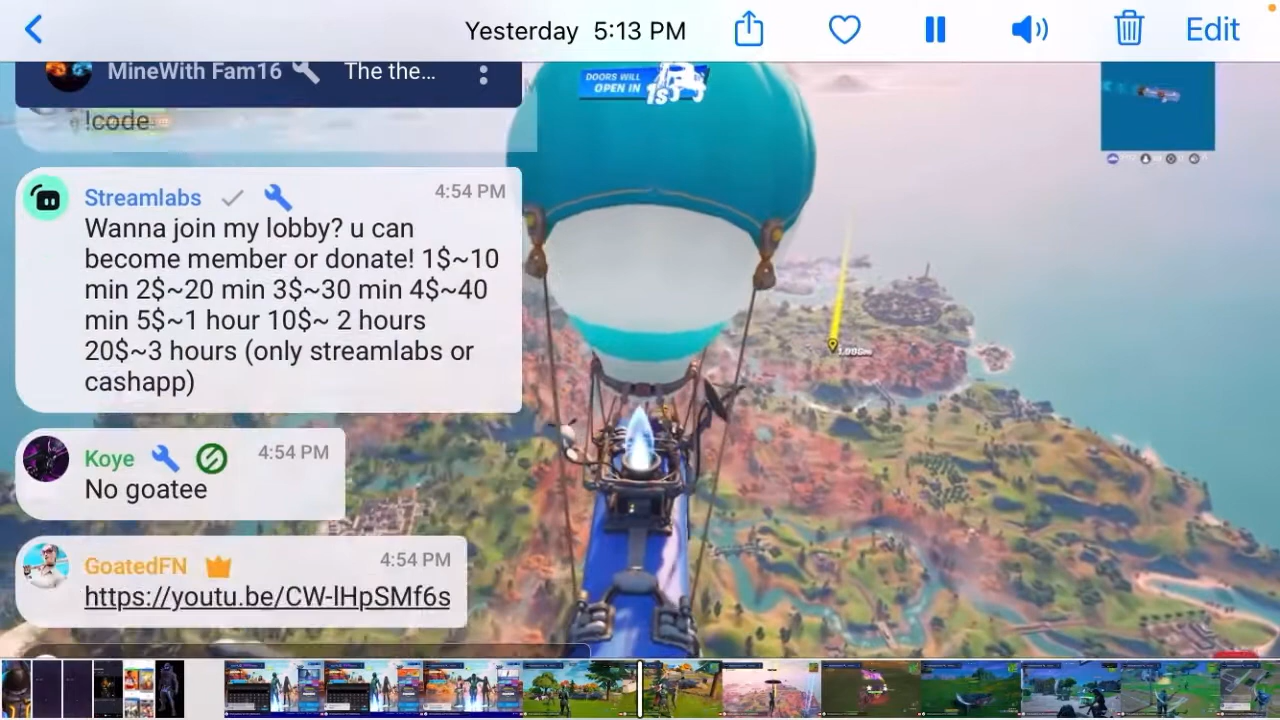 Yesterday 5:13 PM
Edit
MineWith Fam16 The the...
!code
DOORS WILL
OPEN IN 1s
Streamlabs 4:54 PM
Wanna join my lobby? u can
become member or donate! 1$~10
min 2$~20 min 3$~30 min 4$~40
min 5$~1 hour 10$~ 2 hours
20$~3 hours (only streamlabs or
cashapp)
Koye 4:54 PM
No goatee
GoatedFN 4:54 PM
https://youtu.be/CW-lHpSMf6s